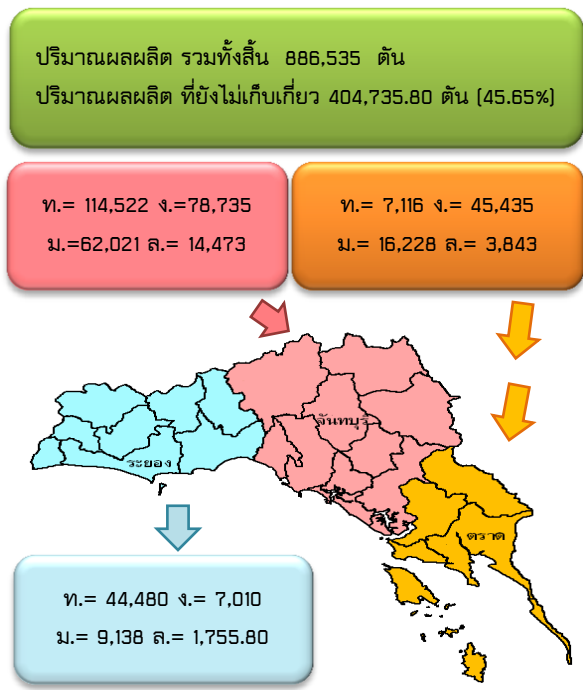 ปริมาณผลผลิต รวมทั้งสิ้น 886,535 ตัน
ปริมาณผลผลิต ที่ยังไม่เก็บเกี่ยว 404,735.80 ตัน (45.65%)
ท.= 114,522 ง.=78,735
ม.=62,021 ล.= 14,473
ท.= 7,116 ง.= 45,435
ม.= 16,228 ล.= 3,843
จันทบุรี
ระยอง
ตราด
ท.= 44,480 ง.= 7,010
ม.= 9,138 ล.= 1,755.80